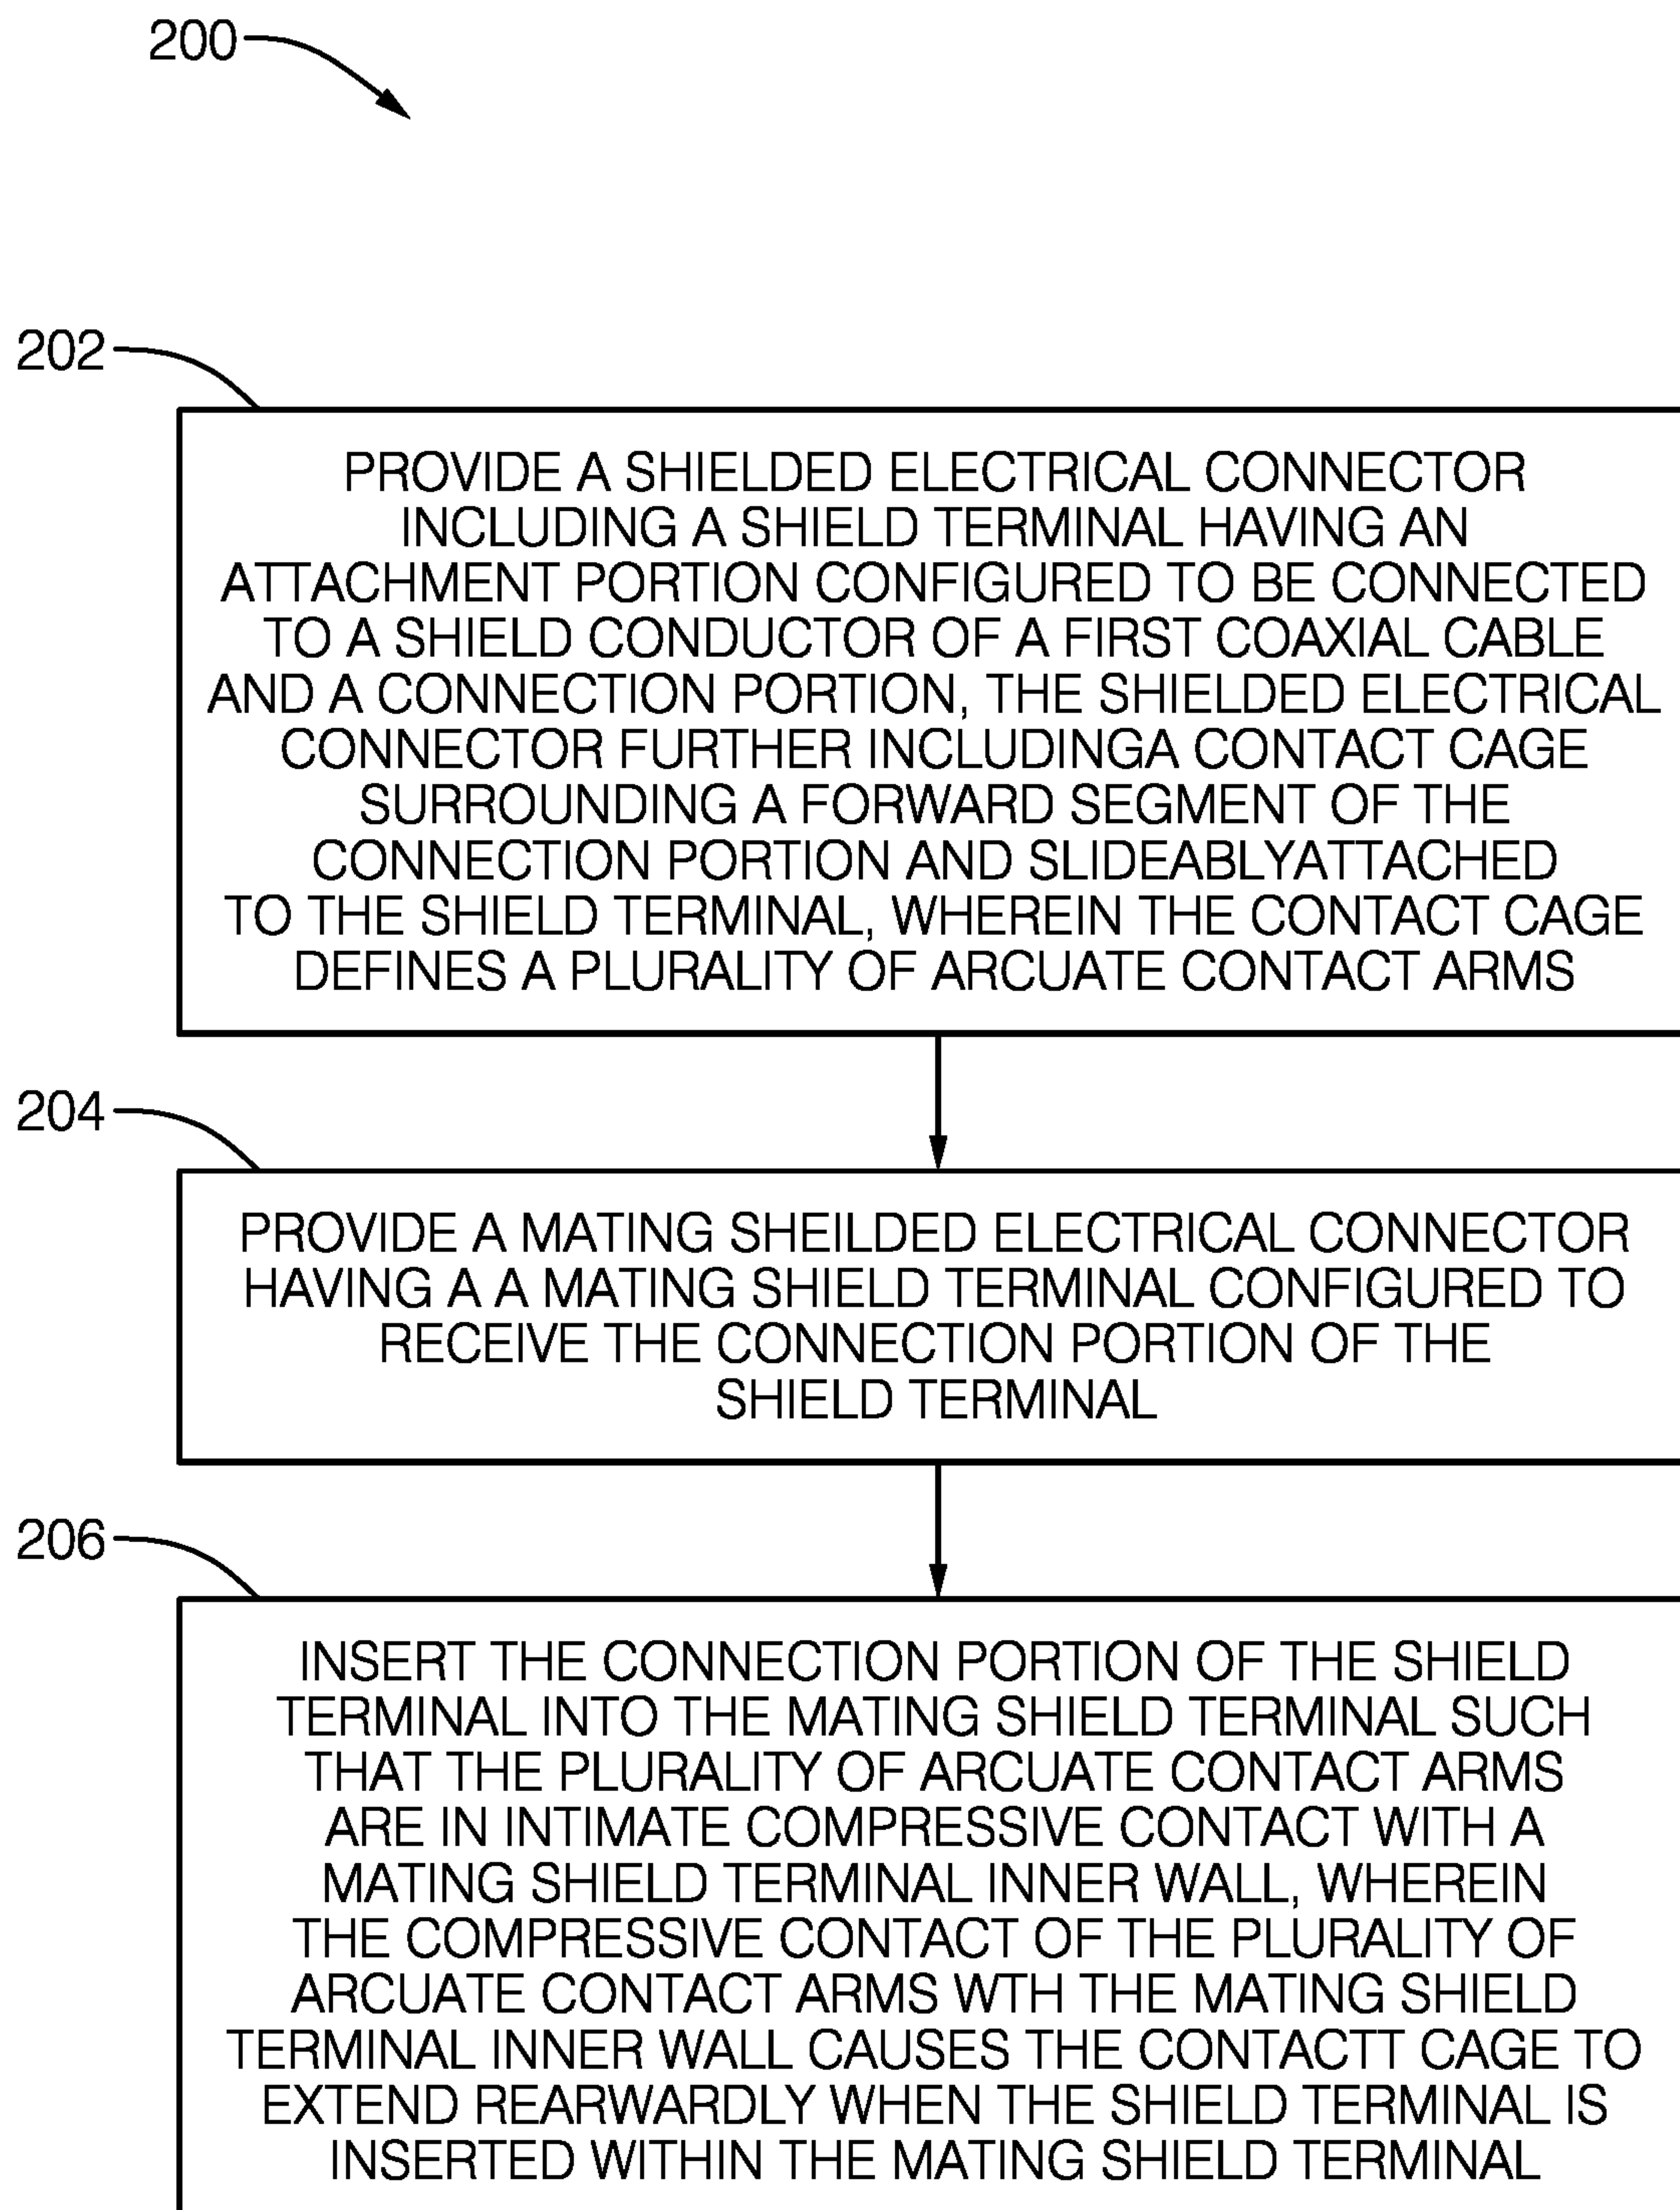 200
202
PROVIDE A SHIELDED ELECTRICAL CONNECTOR
INCLUDING A SHIELD TERMINAL HAVING AN
ATTACHMENT PORTION CONFIGURED TO BE CONNECTED
TO A SHIELD CONDUCTOR OF A FIRST COAXIAL CABLE
AND A CONNECTION PORTION, THE SHIELDED ELECTRICAL
CONNECTOR FURTHER INCLUDINGA CONTACT CAGE
SURROUNDING A FORWARD SEGMENT OF THE
CONNECTION PORTION AND SLIDEABLYATTACHED
TO THE SHIELD TERMINAL, WHEREIN THE CONTACT CAGE
DEFINES A PLURALITY OF ARCUATE CONTACT ARMS
204
PROVIDE A MATING SHEILDED ELECTRICAL CONNECTOR
HAVING A A MATING SHIELD TERMINAL CONFIGURED TO
RECEIVE THE CONNECTION PORTION OF THE
SHIELD TERMINAL
206
INSERT THE CONNECTION PORTION OF THE SHIELD
TERMINAL INTO THE MATING SHIELD TERMINAL SUCH
THAT THE PLURALITY OF ARCUATE CONTACT ARMS
ARE IN INTIMATE COMPRESSIVE CONTACT WITH A
MATING SHIELD TERMINAL INNER WALL, WHEREIN
THE COMPRESSIVE CONTACT OF THE PLURALITY OF
ARCUATE CONTACT ARMS WTH THE MATING SHIELD
TERMINAL INNER WALL CAUSES THE CONTACTT CAGE TO
EXTEND REARWARDLY WHEN THE SHIELD TERMINAL IS
INSERTED WITHIN THE MATING SHIELD TERMINAL